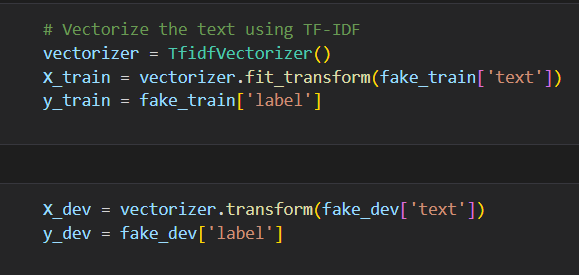 # Vectorize the text using TF-IDF
vectorizer = TfidfVectorizer()
X_train = vectorizer.fit_transform(fake_train['text'])
y_train = fake_train['label']
X_dev = vectorizer.transform(fake_dev['text'])
y_dev = fake_dev['label']